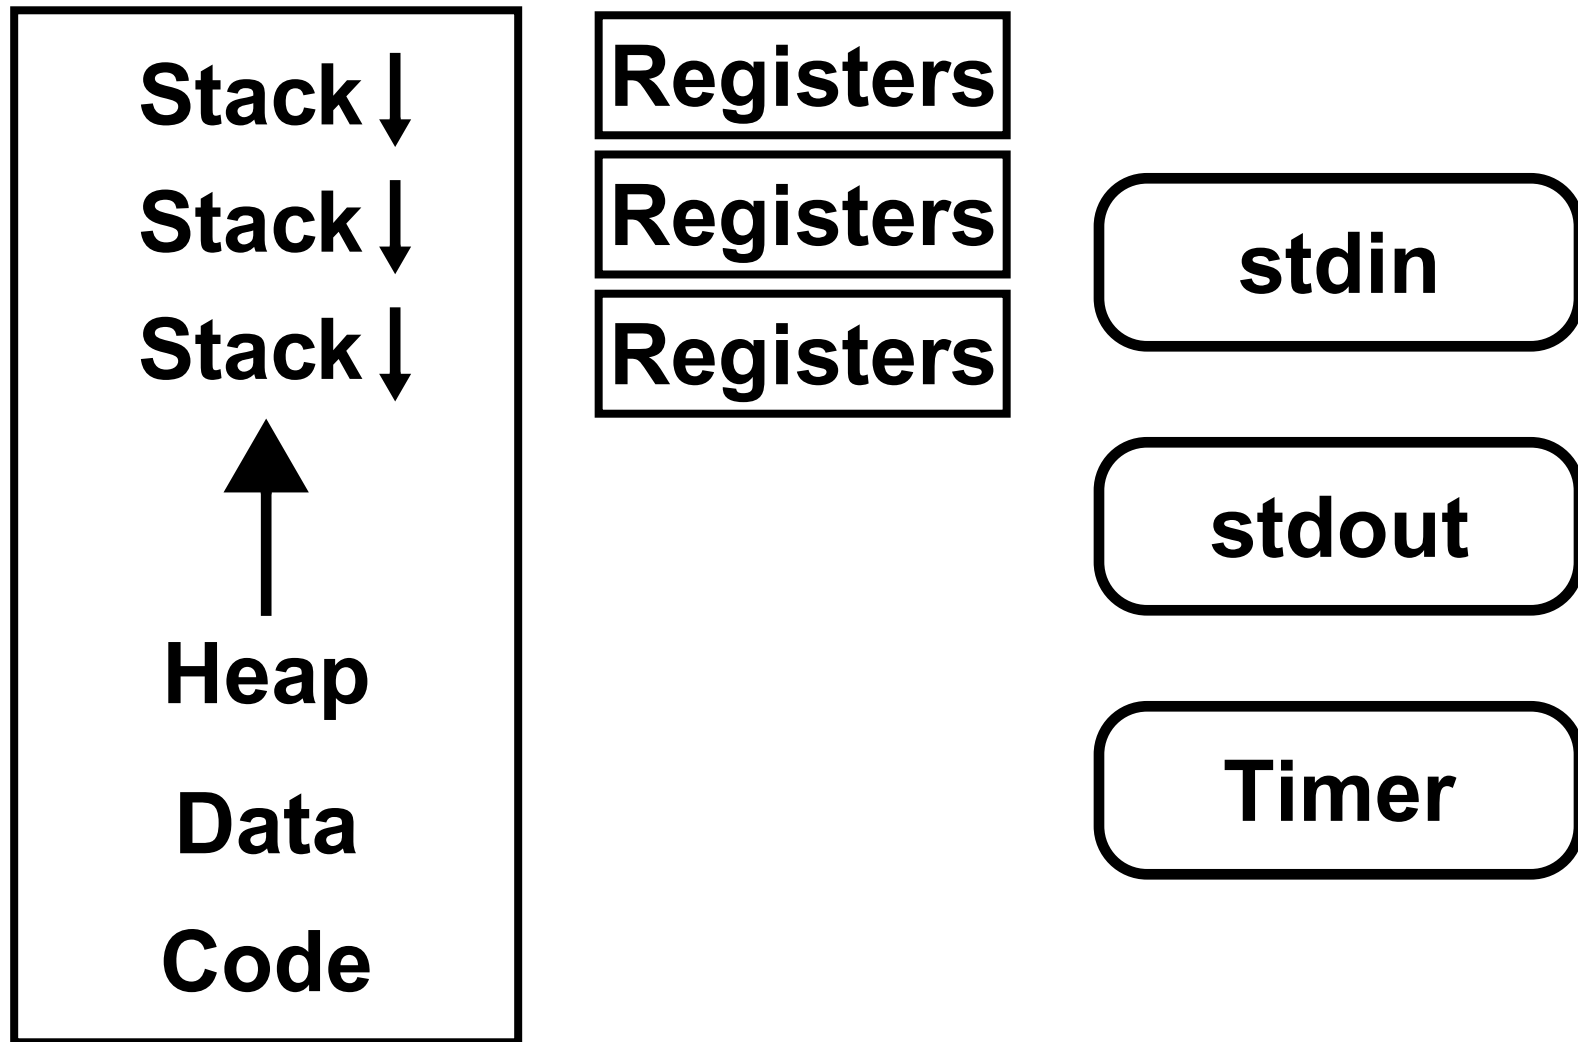 Stack
Stack
Stack
Heap
Data
Code
Registers
Registers
Registers
stdin
stdout
Timer